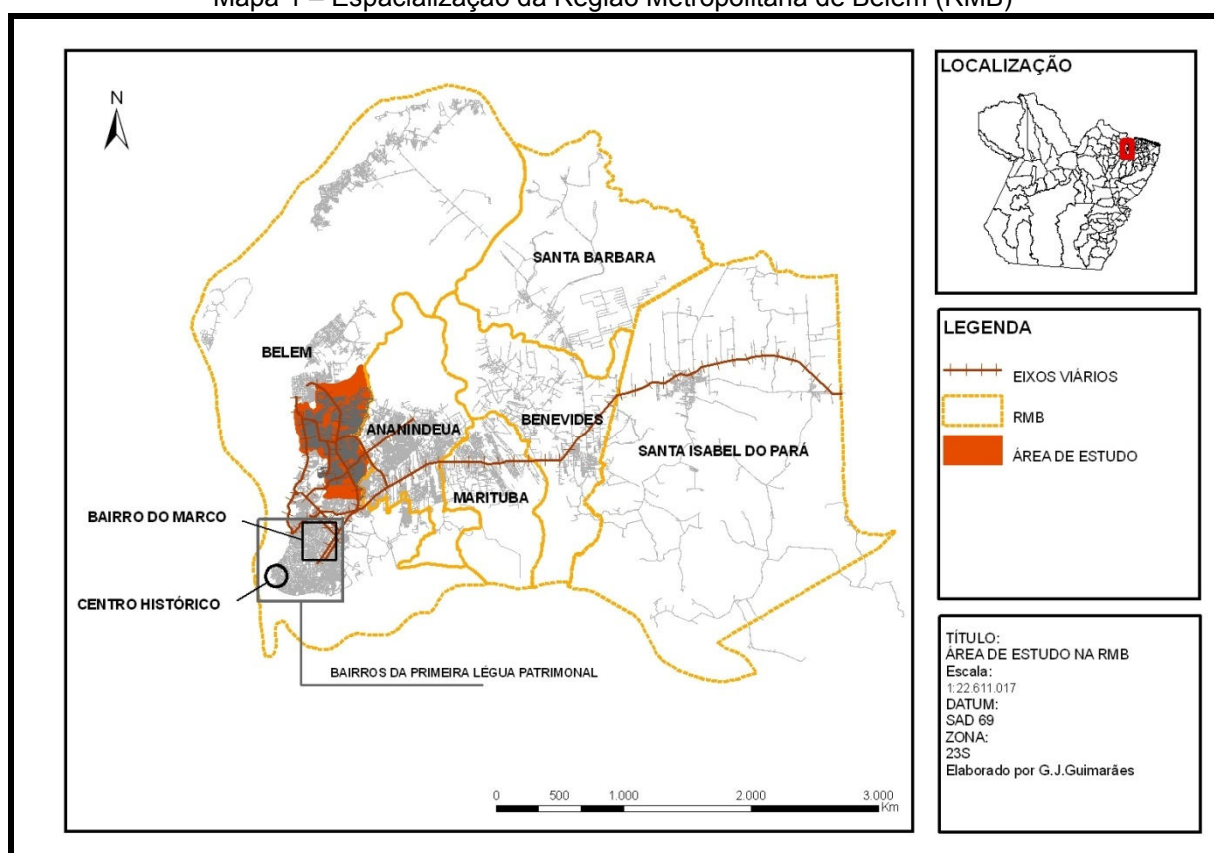 Mapa 1 – Espacialização da Região Metropolitana de Belém (RMB)
N
SANTA BARBARA
BELEM
ANANINDEUA
BENEVIDES
SANTA ISABEL DO PARÁ
MARITUBA
BAIRRO DO MARCO
CENTRO HISTÓRICO
BAIRROS DA PRIMEIRA LÉGUA PATRIMONAL
0 500 1.000 2.000 3.000
Km
LOCALIZAÇÃO
LEGENDA
EIXOS VIÁRIOS
RMB
ÁREA DE ESTUDO
TÍTULO:
ÁREA DE ESTUDO NA RMB
Escala:
1:22.611.017
DATUM:
SAD 69
ZONA:
23S
Elaborado por G.J.Guimarães